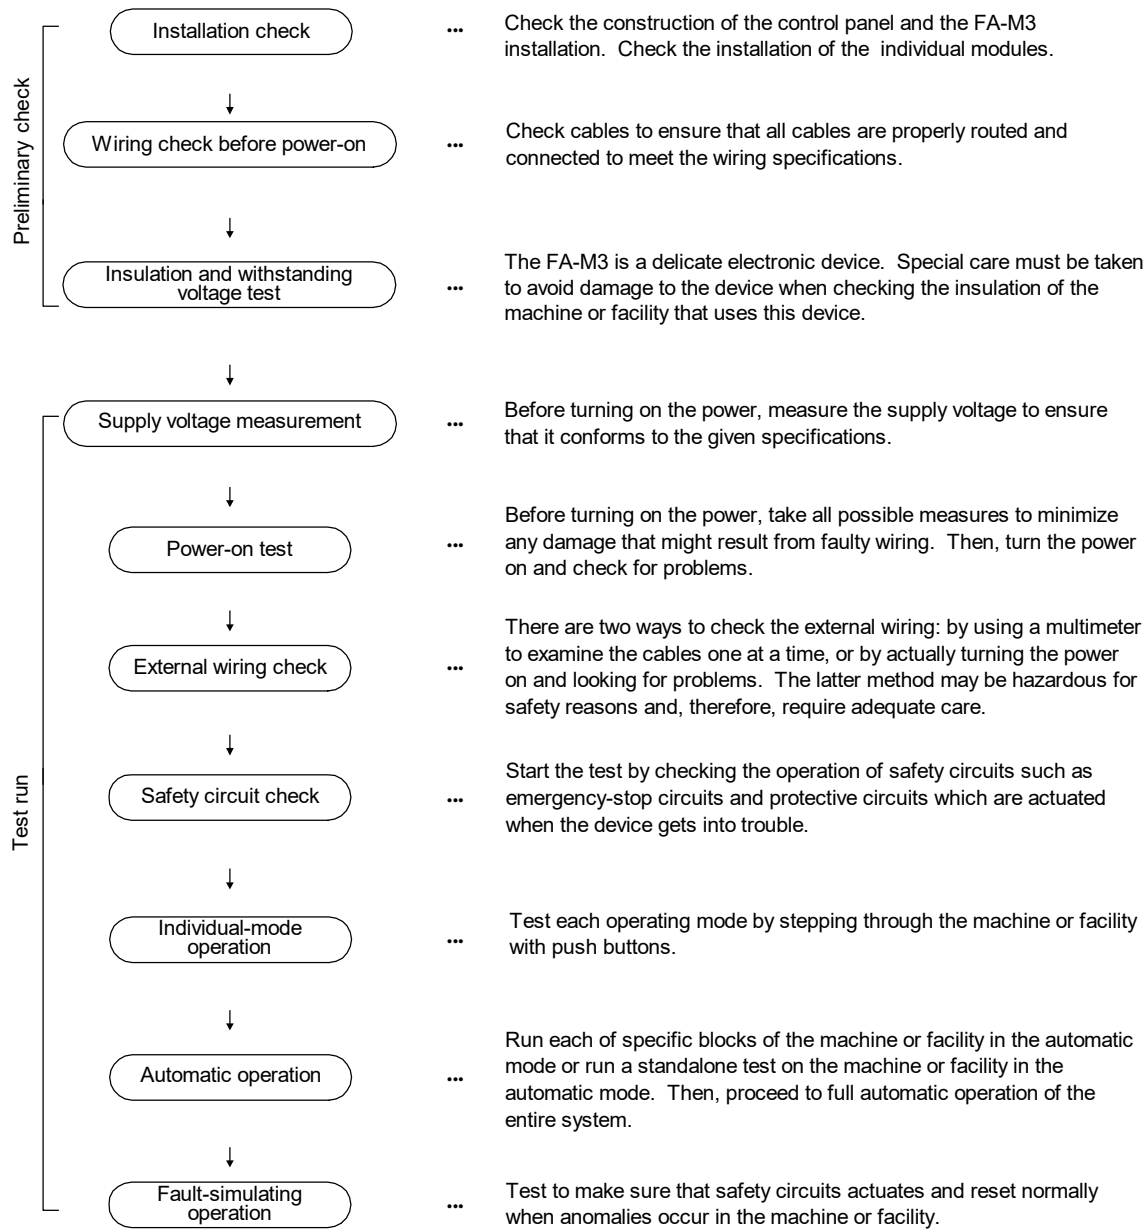 Preliminary check
Installation check
...
Check the construction of the control panel and the FA-M3
installation. Check the installation of the individual modules.
Wiring check before power-on
...
Check cables to ensure that all cables are properly routed and
connected to meet the wiring specifications.
Insulation and withstanding
voltage test
...
The FA-M3 is a delicate electronic device. Special care must be taken
to avoid damage to the device when checking the insulation of the
machine or facility that uses this device.
Test run
Supply voltage measurement
...
Before turning on the power, measure the supply voltage to ensure
that it conforms to the given specifications.
Power-on test
...
Before turning on the power, take all possible measures to minimize
any damage that might result from faulty wiring. Then, turn the power
on and check for problems.
External wiring check
...
There are two ways to check the external wiring: by using a multimeter
to examine the cables one at a time, or by actually turning the power
on and looking for problems. The latter method may be hazardous for
safety reasons and, therefore, require adequate care.
Safety circuit check
...
Start the test by checking the operation of safety circuits such as
emergency-stop circuits and protective circuits which are actuated
when the device gets into trouble.
Individual-mode
operation
...
Test each operating mode by stepping through the machine or facility
with push buttons.
Automatic operation
...
Run each of specific blocks of the machine or facility in the automatic
mode or run a standalone test on the machine or facility in the
automatic mode. Then, proceed to full automatic operation of the
entire system.
Fault-simulating
operation
...
Test to make sure that safety circuits actuates and reset normally
when anomalies occur in the machine or facility.